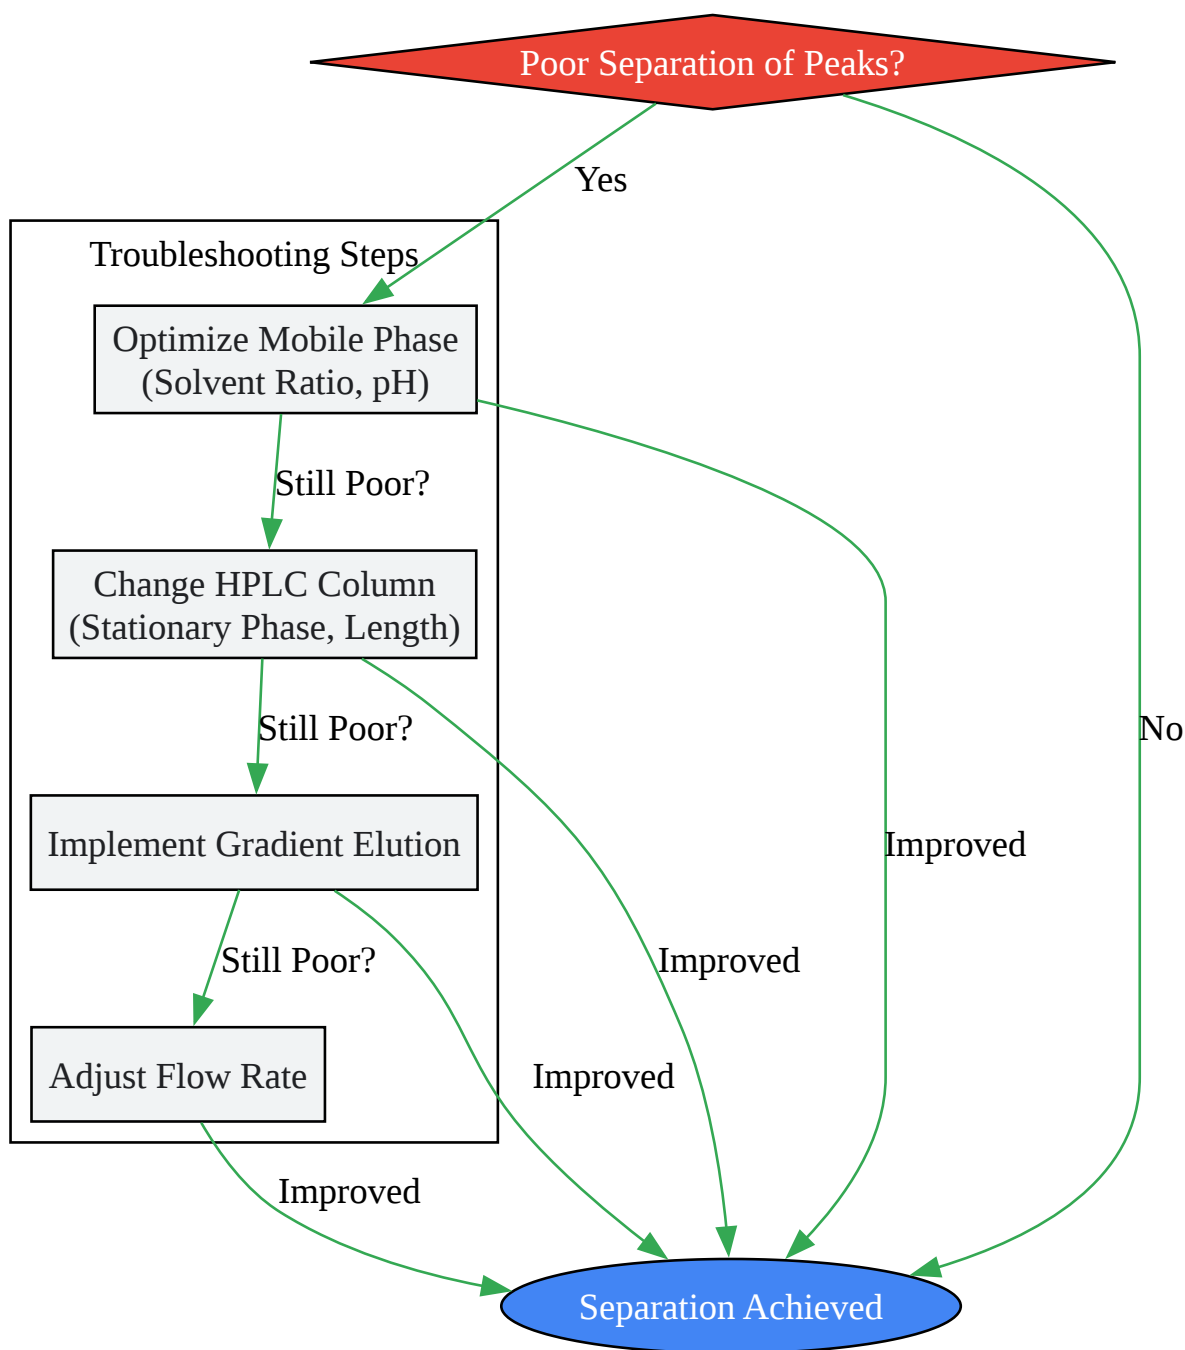 Poor Separation of Peaks?
Yes
Troubleshooting Steps
Optimize Mobile Phase
(Solvent Ratio, pH)
Still Poor?
Change HPLC Column
(Stationary Phase, Length)
Still Poor?
No
Implement Gradient Elution
Improved
Still Poor?
Improved
Adjust Flow Rate
Improved
Improved
Separation Achieved